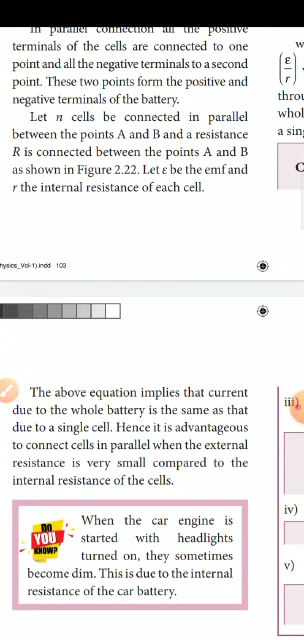 In parallel connection all the positive
terminals of the cells are connected to one
point and all the negative terminals to a second
point. These two points form the positive and
negative terminals of the battery.
Let n cells be connected in parallel
between the points A and B and a resistance
R is connected between the points A and B
as shown in Figure 2.22. Let ε be the emf and
r the internal resistance of each cell.
w
(ε/r)
throu
whol
a sing
C
hysics_Vol-1).indd 103
The above equation implies that current
due to the whole battery is the same as that
due to a single cell. Hence it is advantageous
to connect cells in parallel when the external
resistance is very small compared to the
internal resistance of the cells.
Do
YOU
KNOW?
When the car engine is
started with headlights
turned on, they sometimes
become dim. This is due to the internal
resistance of the car battery.
iii)
iv)
v)